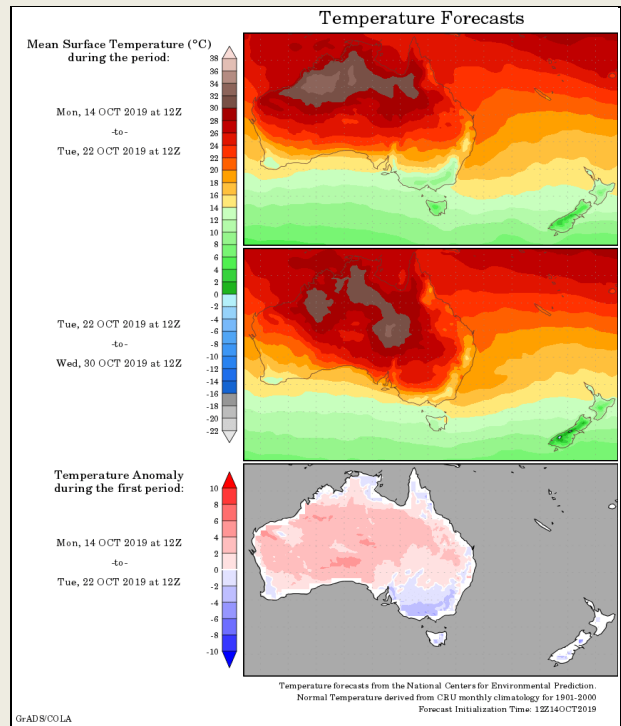 Temperature Forecasts
Mean Surface Temperature (°C)
during the period:
Mon, 14 OCT 2019 at 12Z
-to-
Tue, 22 OCT 2019 at 12Z
38
36
34
32
30
28
26
24
22
20
18
16
14
12
10
8
6
4
2
0
-2
-4
-6
-8
-10
-12
-14
-16
-18
-20
-22
Tue, 22 OCT 2019 at 12Z
-to-
Wed, 30 OCT 2019 at 12Z
Temperature Anomaly
during the first period:
Mon, 14 OCT 2019 at 12Z
-to-
Tue, 22 OCT 2019 at 12Z
10
8
6
4
2
0
-2
-4
-6
-8
-10
Temperature forecasts from the National Centers for Environmental Prediction.
Normal Temperature derived from CRU monthly climatology for 1901-2000
Forecast Initialization Time: 12Z14OCT2019
GrADS/COLA